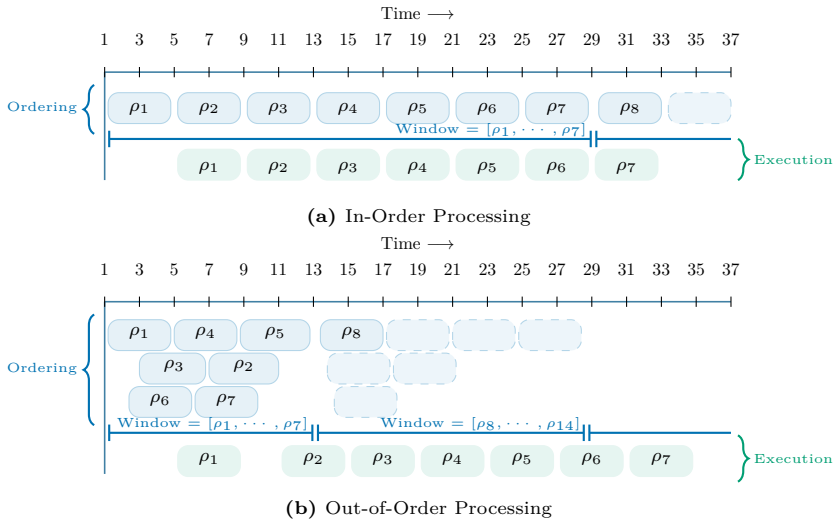 Time →
1 3 5 7 9 11 13 15 17 19 21 23 25 27 29 31 33 35 37
Ordering ρ1 ρ2 ρ3 ρ4 ρ5 ρ6 ρ7 ρ8
Window = [ρ1, · · · , ρ7]
ρ1 ρ2 ρ3 ρ4 ρ5 ρ6 ρ7 Execution
(a) In-Order Processing
Time →
1 3 5 7 9 11 13 15 17 19 21 23 25 27 29 31 33 35 37
ρ1 ρ4 ρ5 ρ8
Ordering ρ3 ρ2
ρ6 ρ7
Window = [ρ1, · · · , ρ7] Window = [ρ8, · · · , ρ14]
ρ1 ρ2 ρ3 ρ4 ρ5 ρ6 ρ7 Execution
(b) Out-of-Order Processing